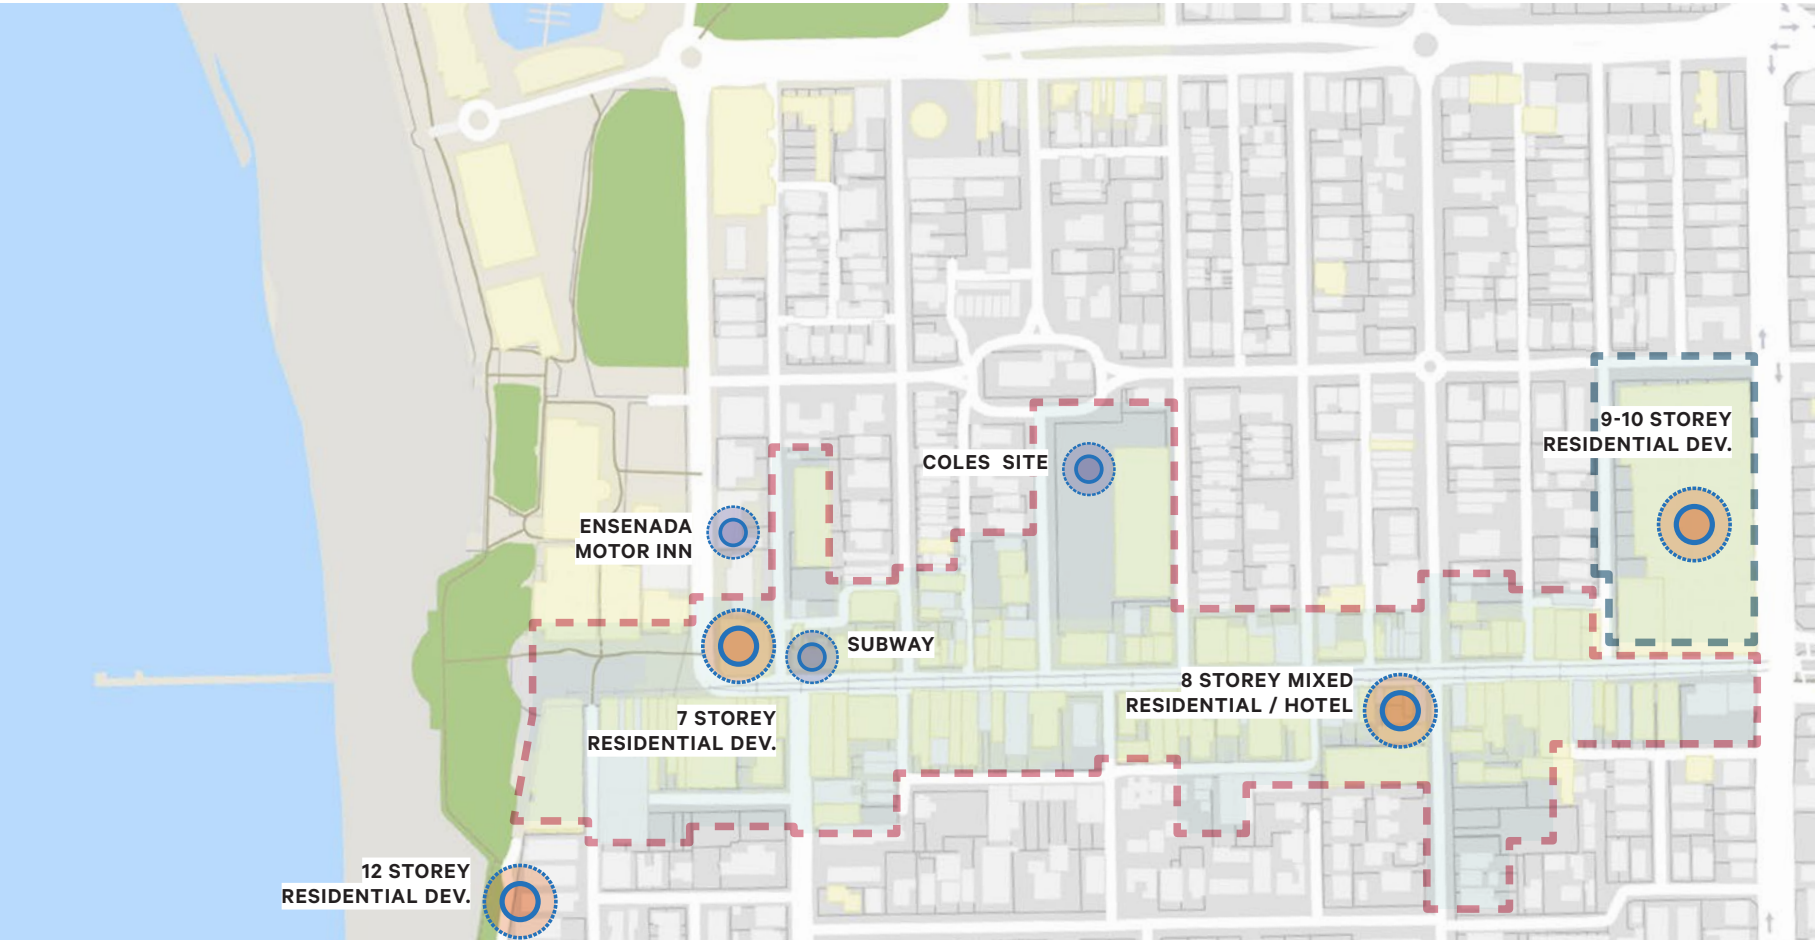 9-10 STOREY
RESIDENTIAL DEV.
COLES SITE
ENSENADA
MOTOR INN
SUBWAY
8 STOREY MIXED
RESIDENTIAL / HOTEL
7 STOREY
RESIDENTIAL DEV.
12 STOREY
RESIDENTIAL DEV.